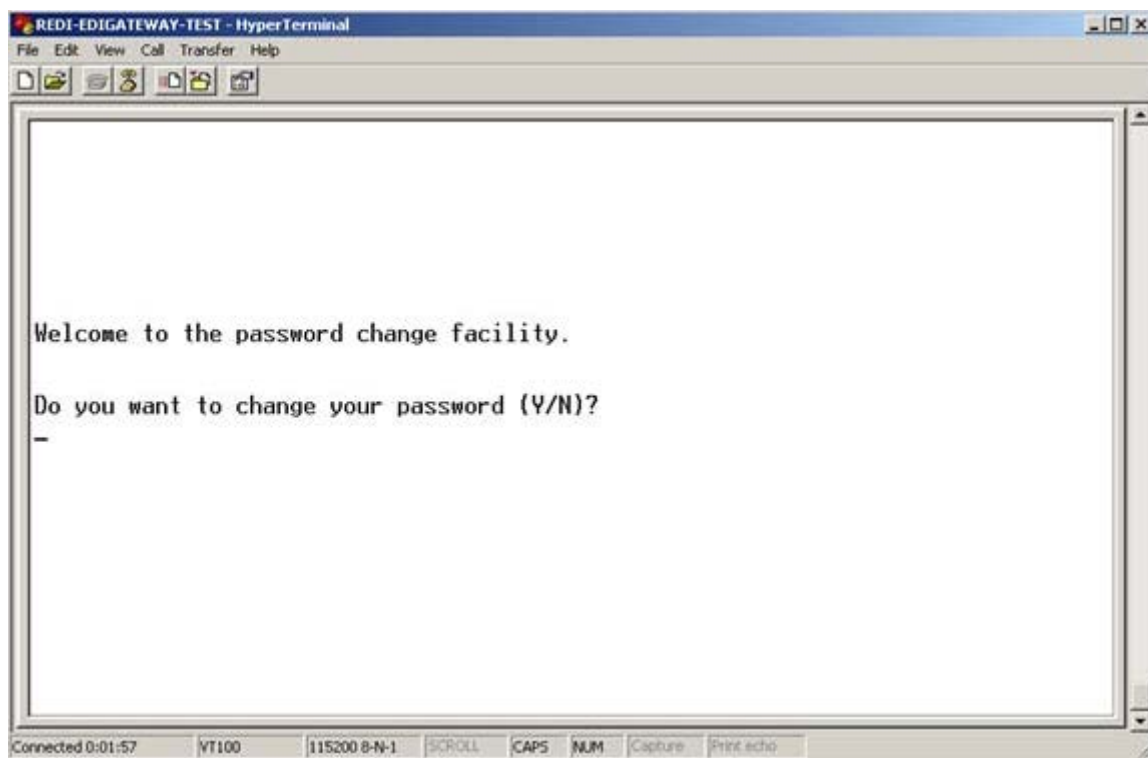 REDI-EDIGATEWAY-TEST - HyperTerminal
File Edit View Call Transfer Help
Welcome to the password change facility.
Do you want to change your password (Y/N)?
Connected 0:01:57 VT100 115200 8-N-1 SCROLL CAPS NUM Capture Print echo